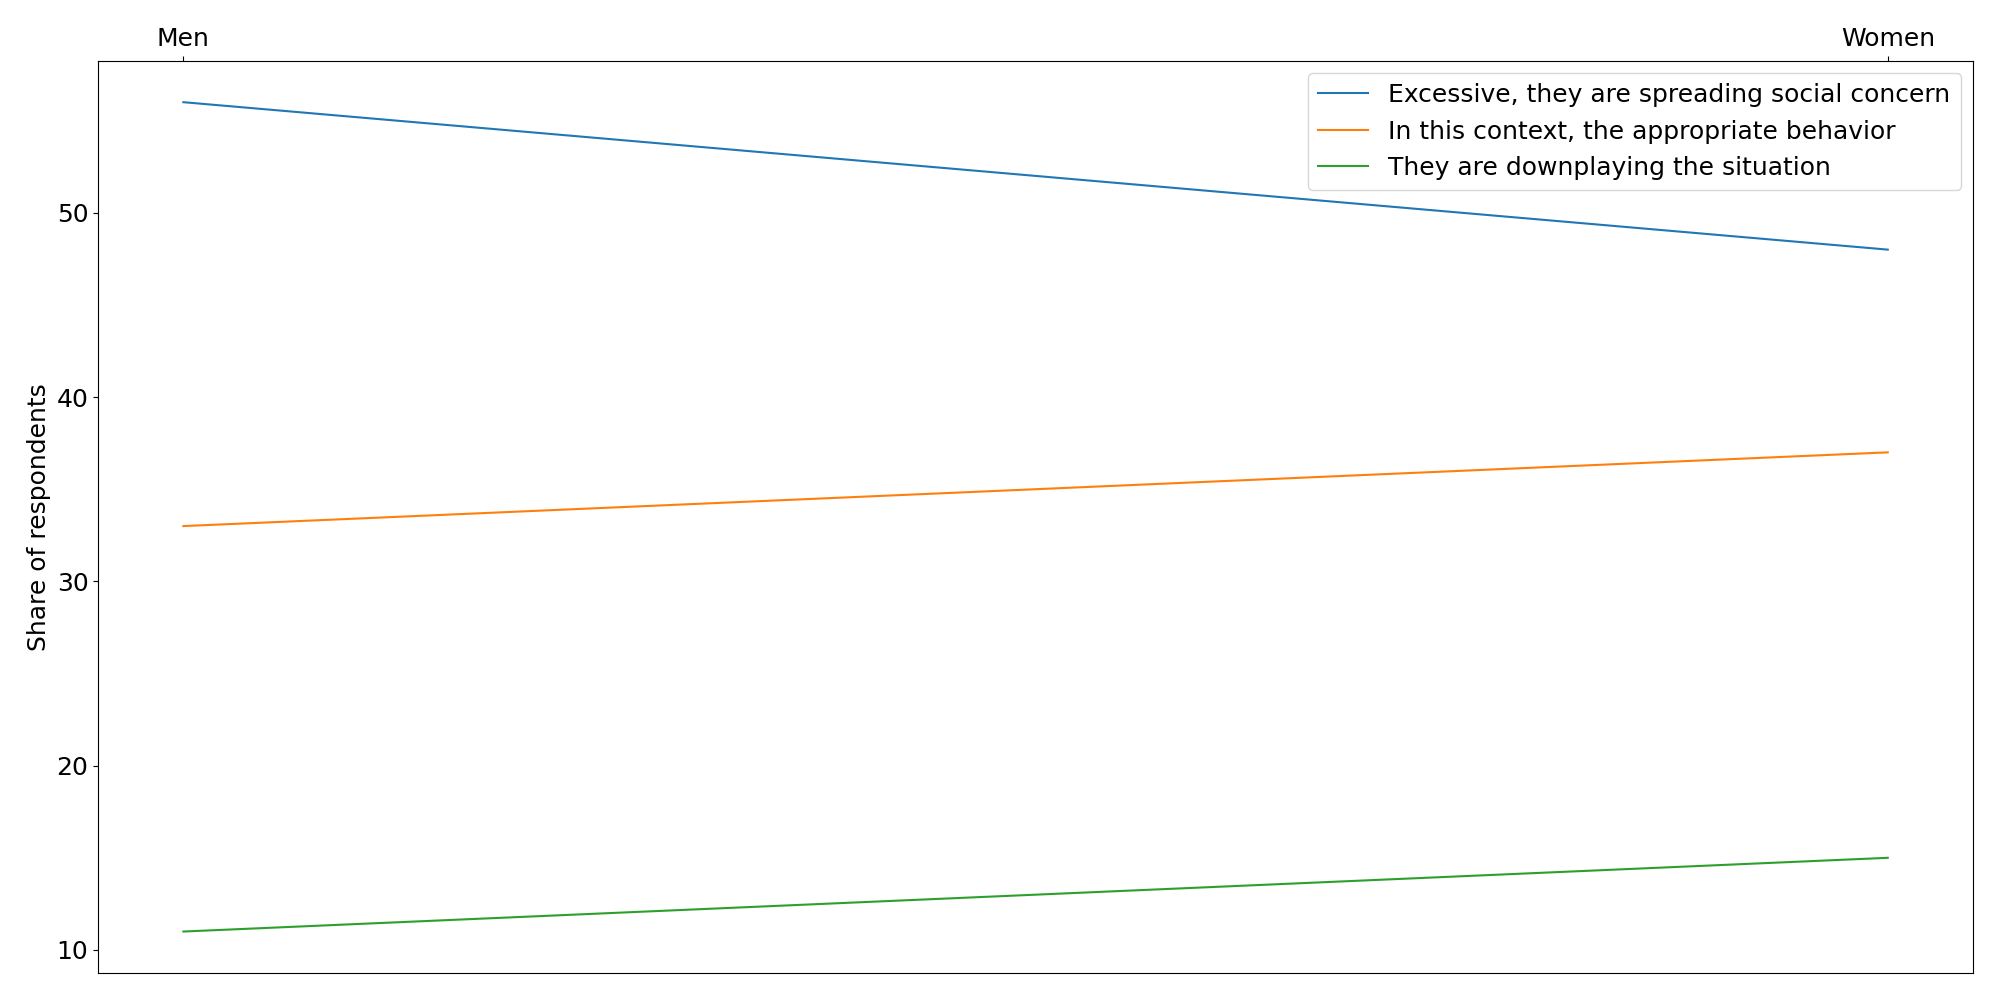 Men
Women
Excessive, they are spreading social concern
In this context, the appropriate behavior
They are downplaying the situation
Share of respondents
50
40
30
20
10